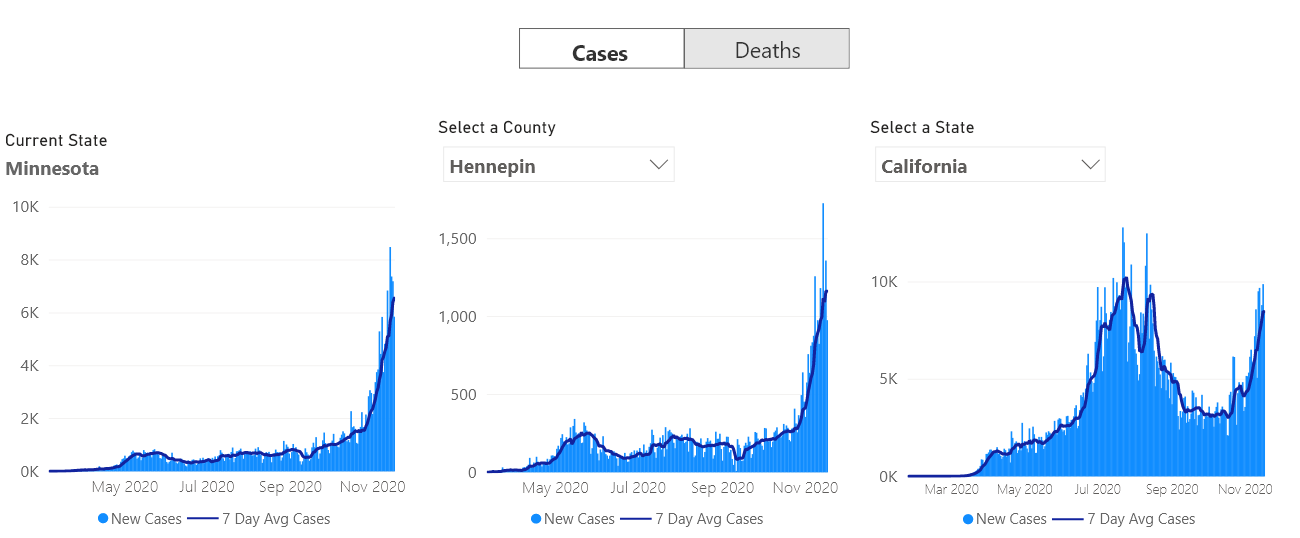 Cases
Deaths
Current State
Minnesota
10K
8K
6K
4K
2K
0K
May 2020
Jul 2020
Sep 2020
Nov 2020
New Cases
7 Day Avg Cases
Select a County
Hennepin
1,500
1,000
500
0
May 2020
Jul 2020
Sep 2020
Nov 2020
New Cases
7 Day Avg Cases
Select a State
California
10K
5K
0K
Mar 2020
May 2020
Jul 2020
Sep 2020
Nov 2020
New Cases
7 Day Avg Cases